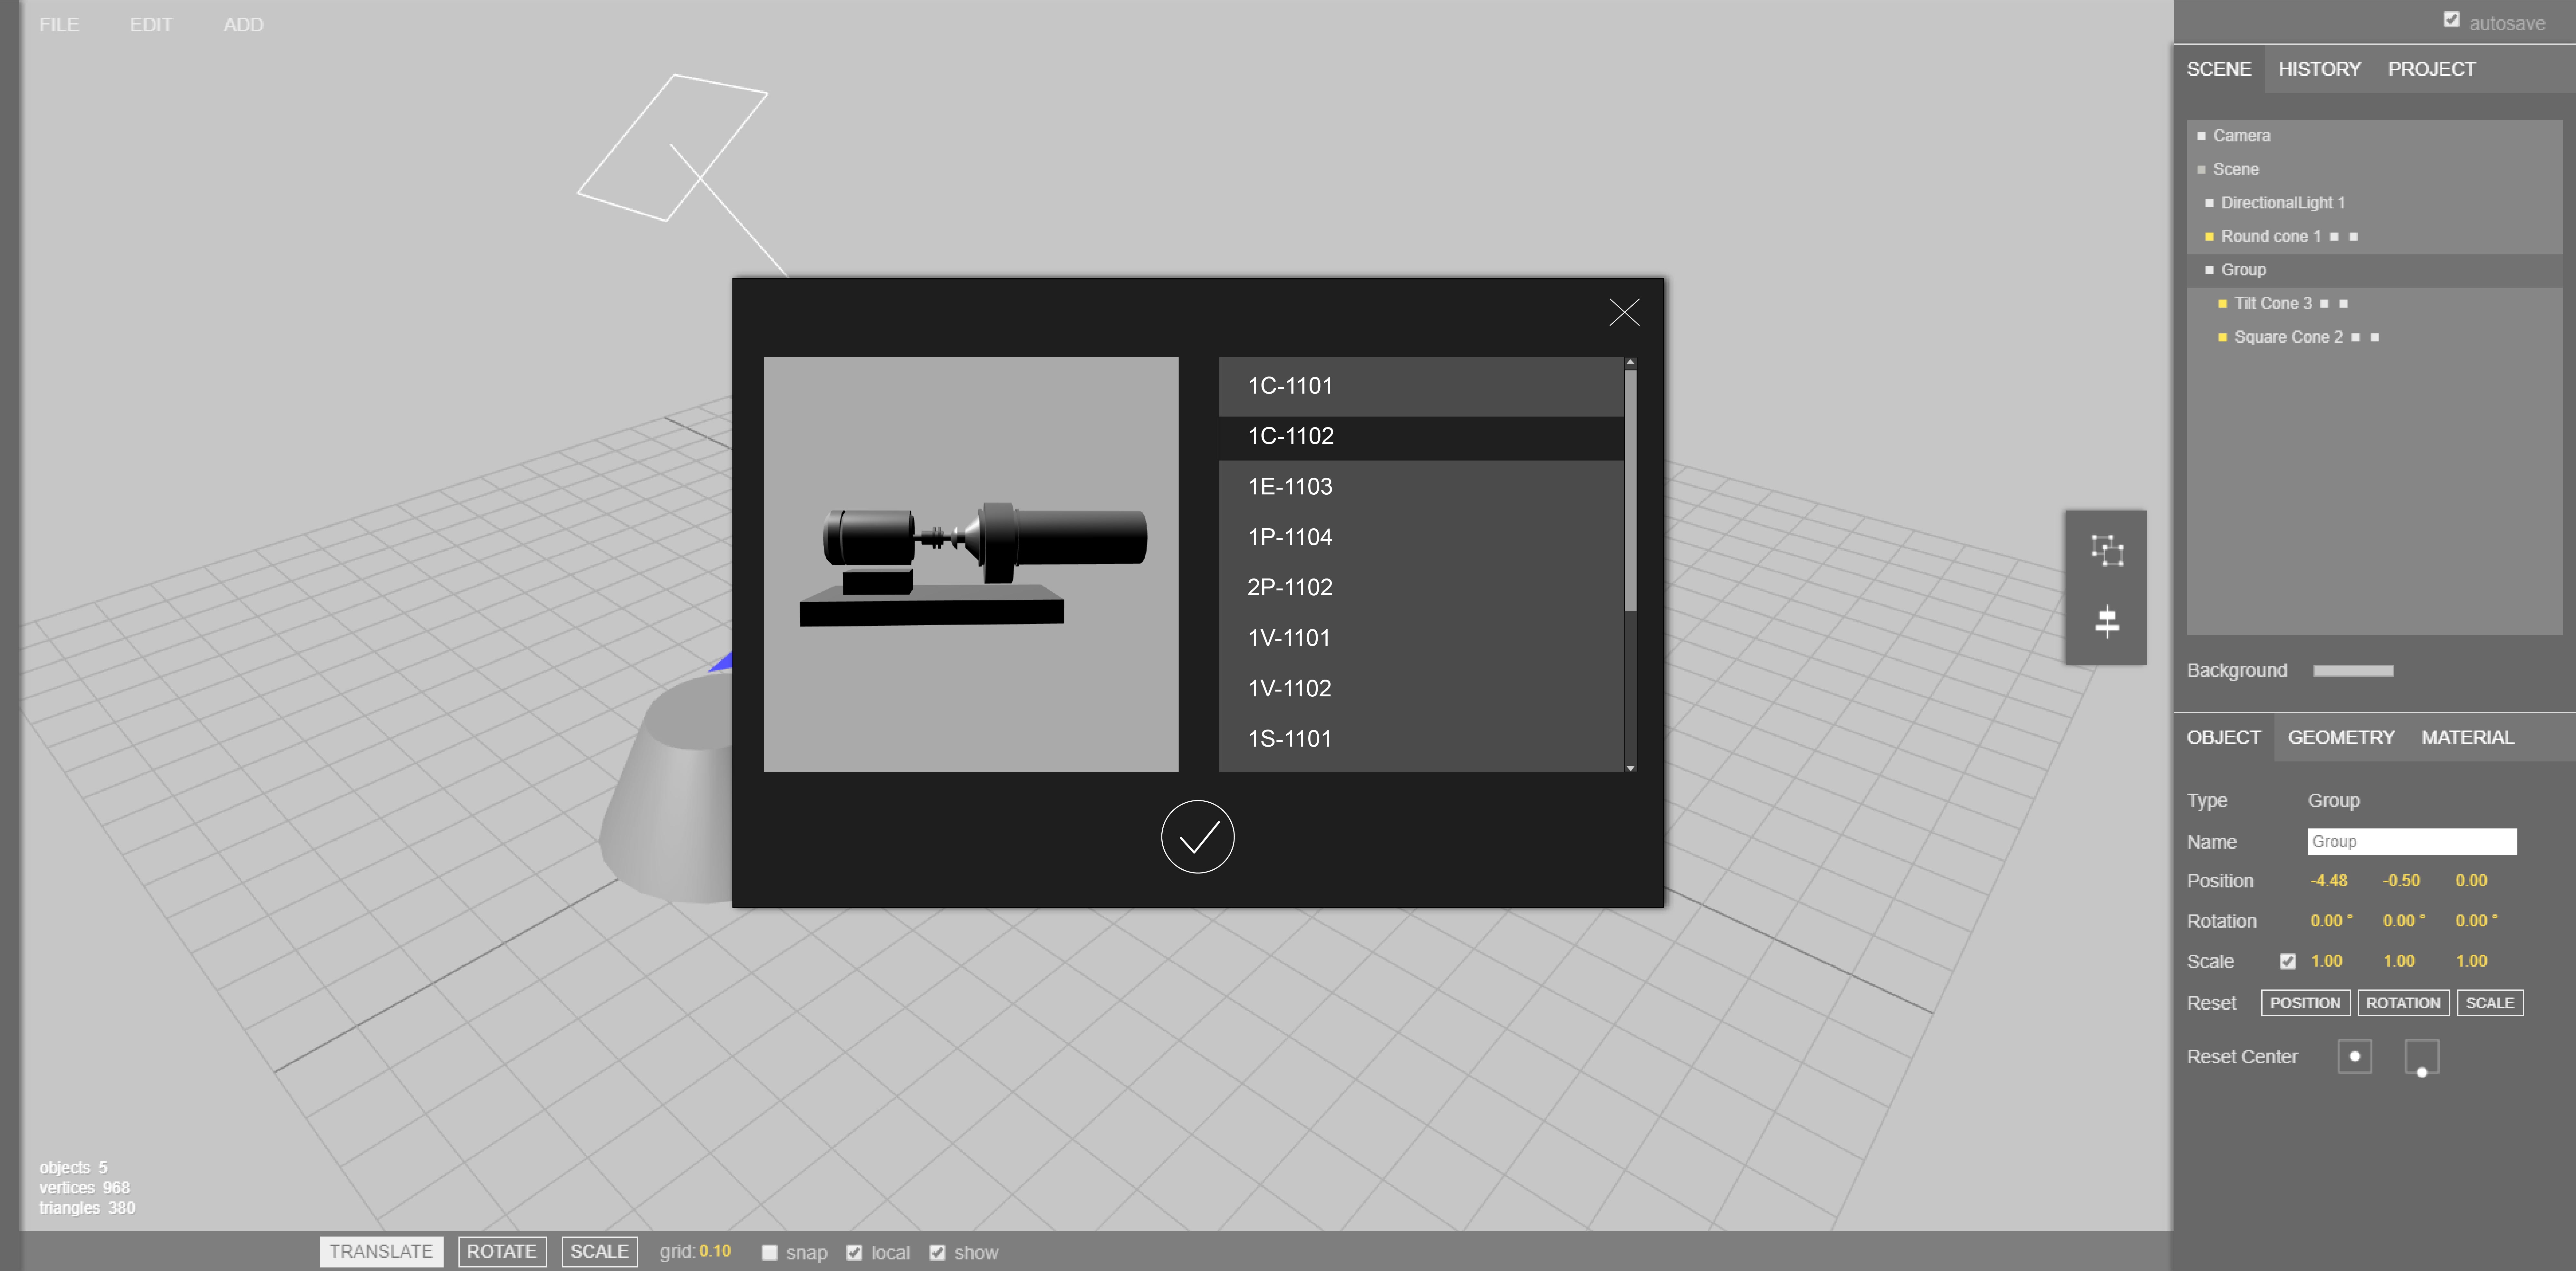 FILE EDIT ADD
autosave
SCENE HISTORY PROJECT
Camera
Scene
DirectionalLight 1
Round cone 1
Group
Tilt Cone 3
Square Cone 2
Background
1C-1101
1C-1102
1E-1103
1P-1104
2P-1102
1V-1101
1V-1102
1S-1101
OBJECT GEOMETRY MATERIAL
Type Group
Name Group
Position -4.48 -0.50 0.00
Rotation 0.00 ° 0.00 ° 0.00 °
Scale 1.00 1.00 1.00
Reset POSITION ROTATION SCALE
Reset Center
objects 5
vertices 968
triangles 380
TRANSLATE ROTATE SCALE grid: 0.10 snap local show